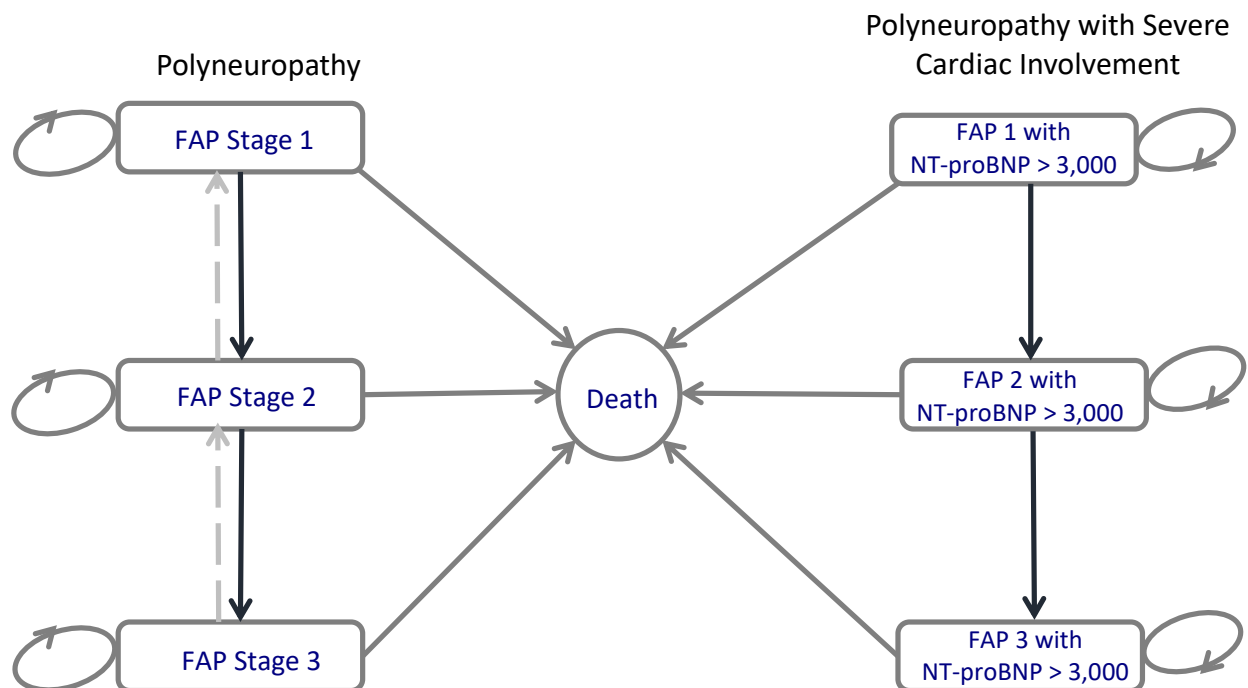 Polyneuropathy
Polyneuropathy with Severe
Cardiac Involvement
FAP Stage 1
FAP 1 with
NT-proBNP > 3,000
FAP Stage 2
Death
FAP 2 with
NT-proBNP > 3,000
FAP Stage 3
FAP 3 with
NT-proBNP > 3,000